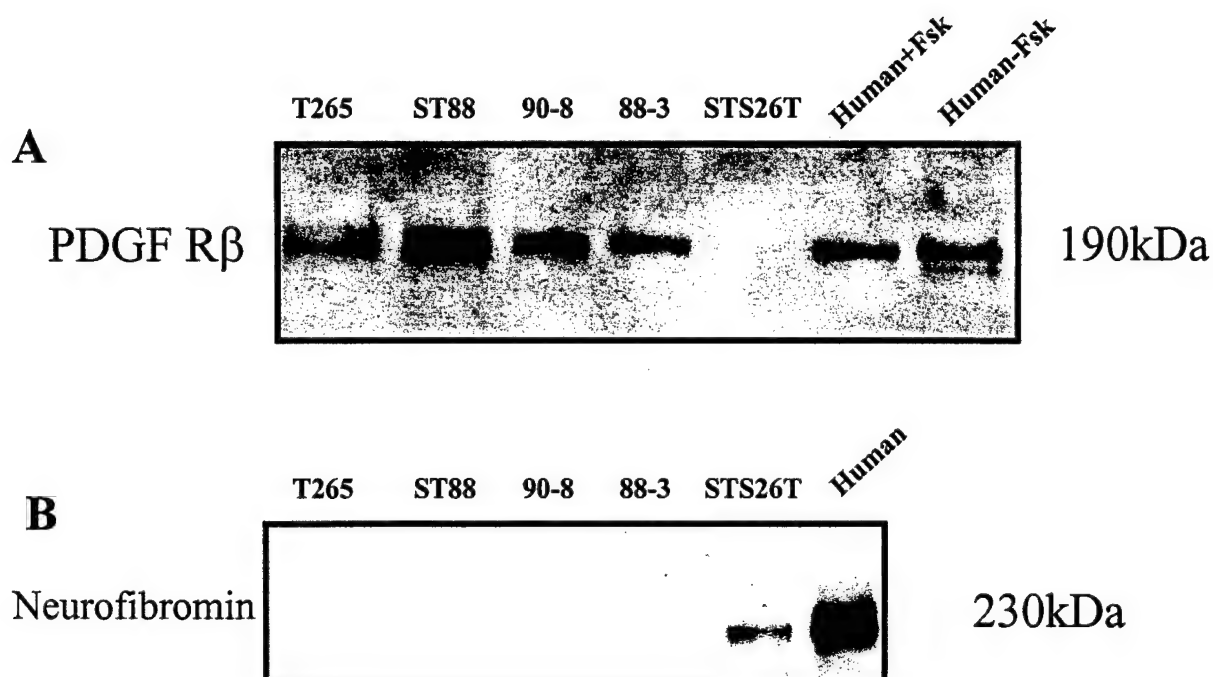 T265 ST88 90-8 88-3 STS26T Human+Fsk Human-Fsk
A
PDGF Rβ 190kDa
T265 ST88 90-8 88-3 STS26T Human
B
Neurofibromin 230kDa